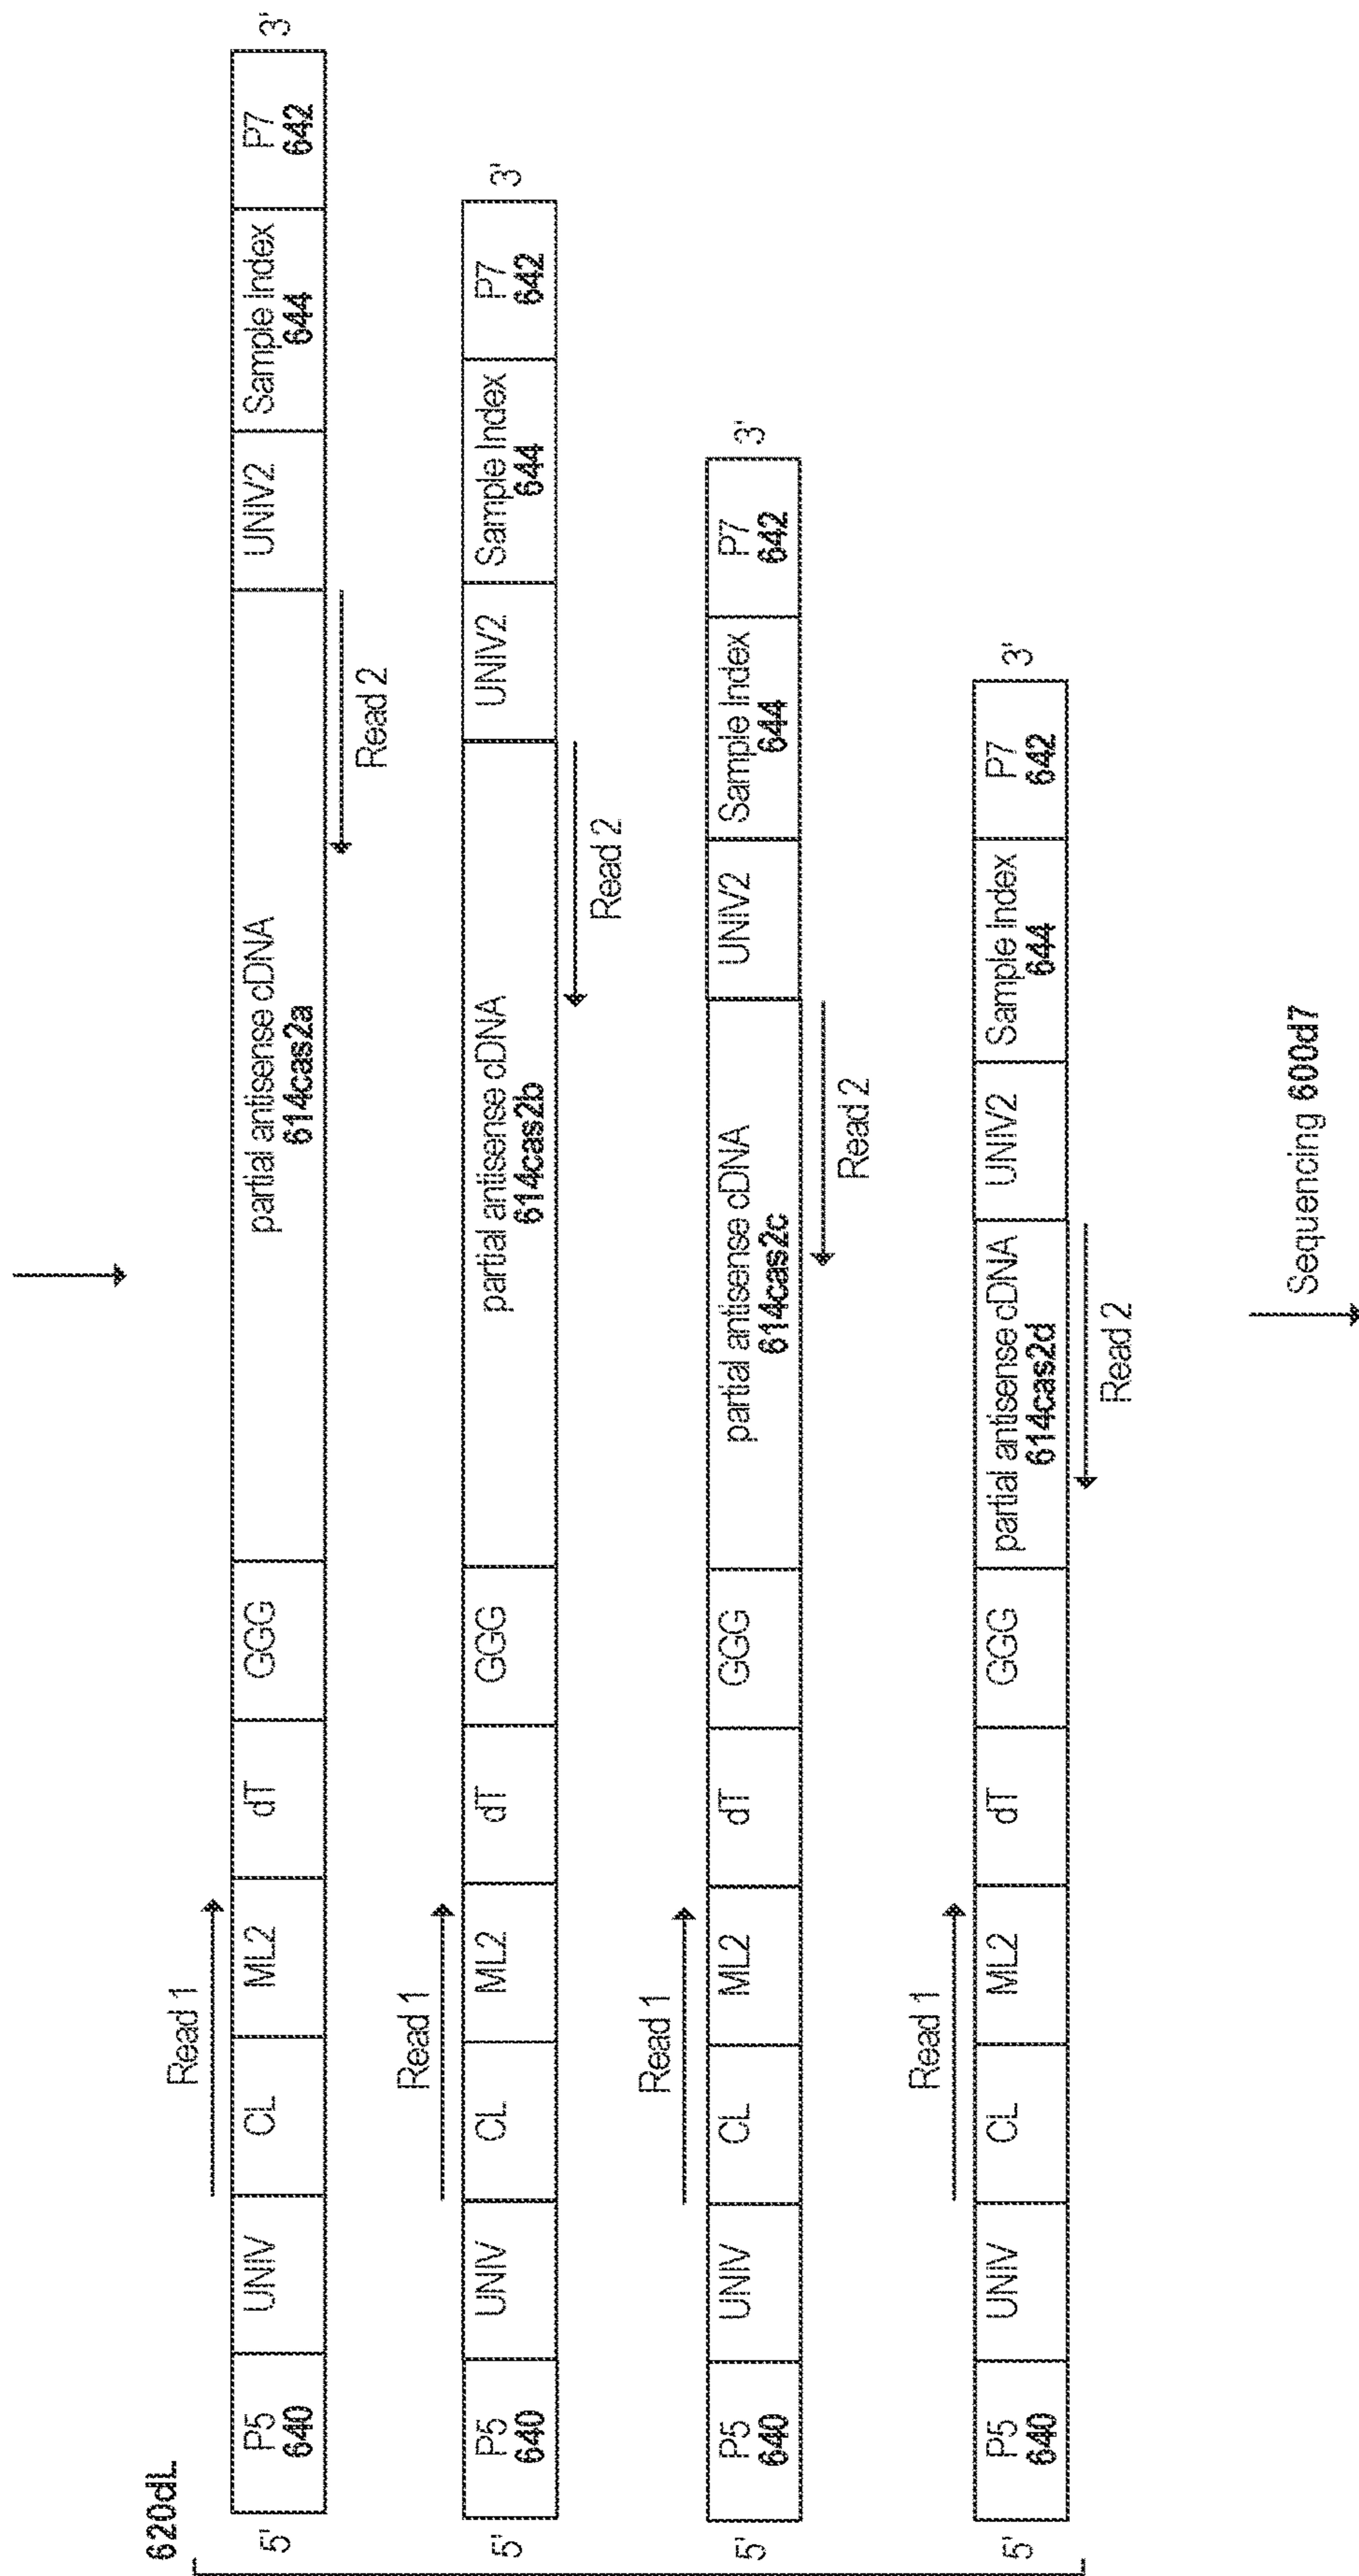 620dL
Read 1
5'
P5
640
UNIV
CL
ML2
dT
GGG
partial antisense cDNA
614cas2a
UNIV2
Sample Index
644
P7
642
3'
Read 2
Read 1
5'
P5
640
UNIV
CL
ML2
dT
GGG
partial antisense cDNA
614cas2b
UNIV2
Sample Index
644
P7
642
3'
Read 2
Read 1
5'
P5
640
UNIV
CL
ML2
dT
GGG
partial antisense cDNA
614cas2c
UNIV2
Sample Index
644
P7
642
3'
Read 2
Read 1
5'
P5
640
UNIV
CL
ML2
dT
GGG
partial antisense cDNA
614cas2d
UNIV2
Sample Index
644
P7
642
3'
Read 2
Sequencing 600d7